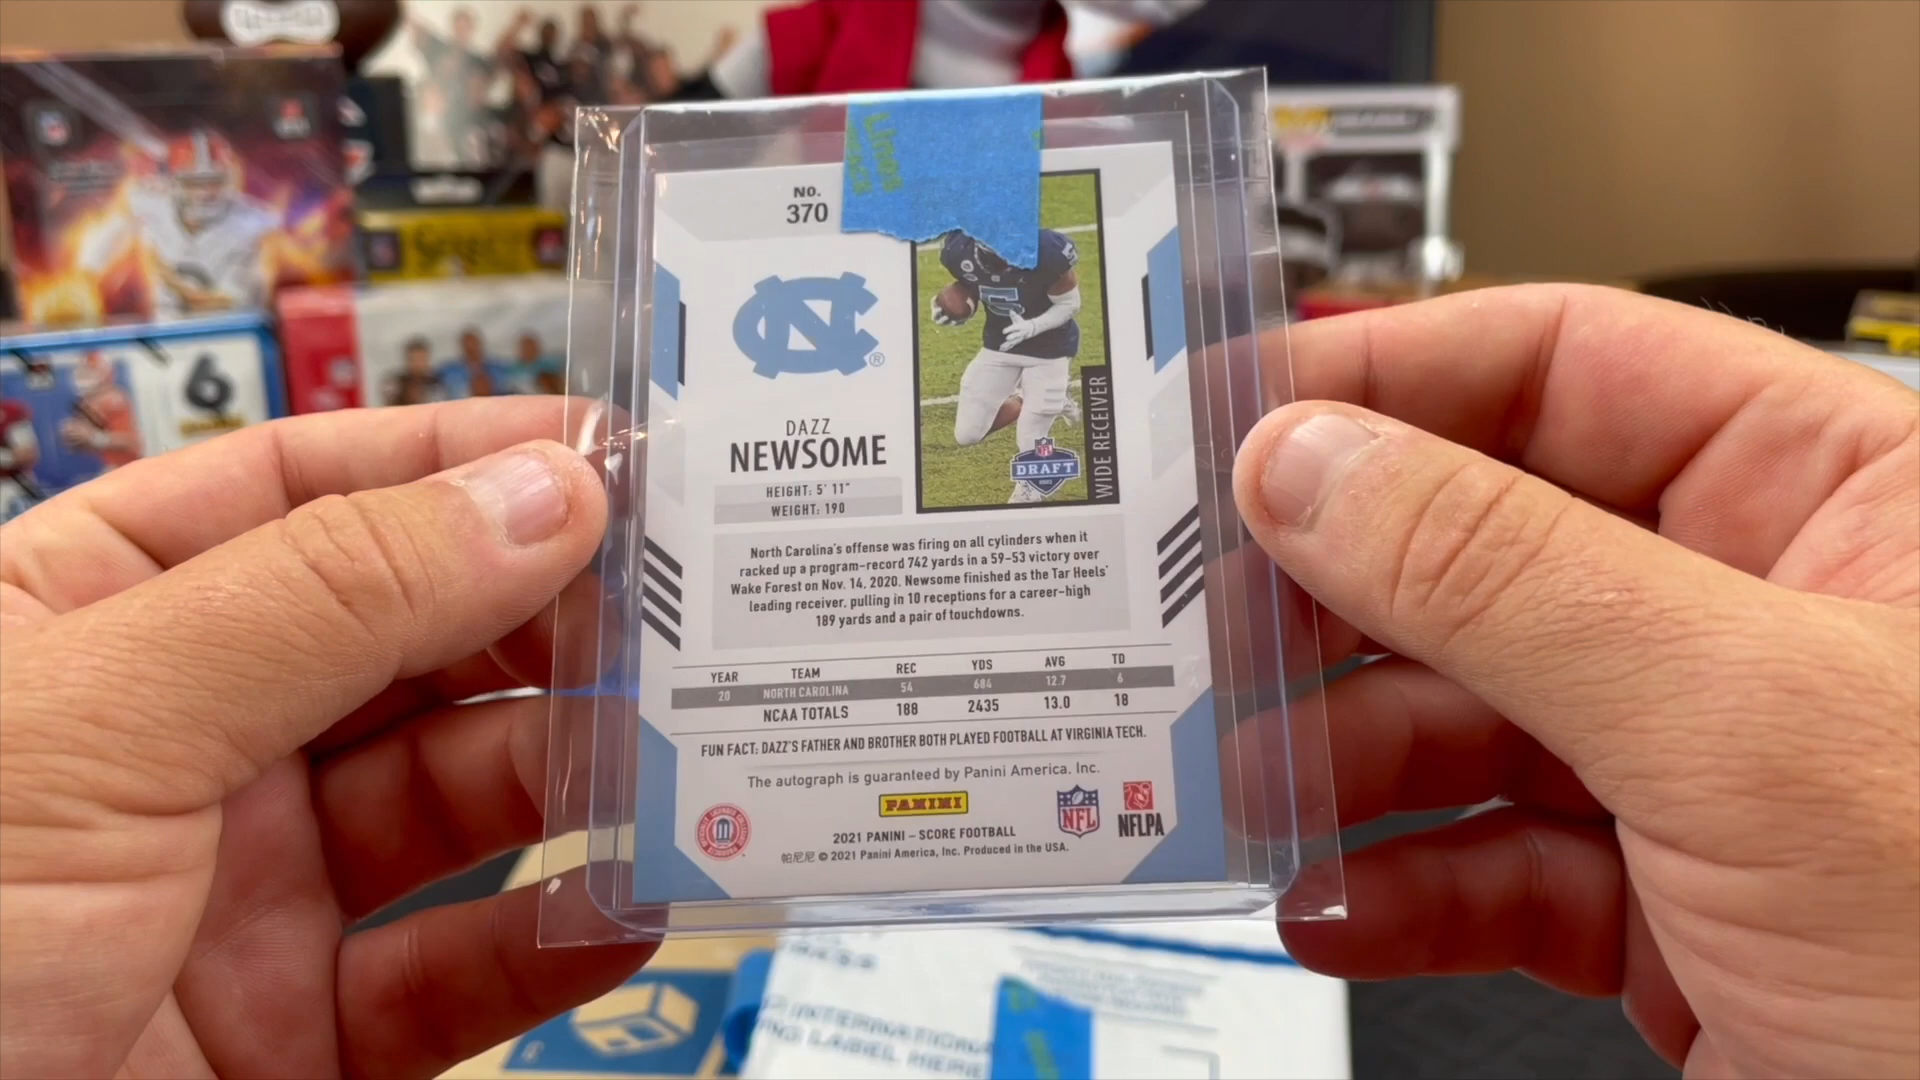 No.
370
NC
®
DAZZ
NEWSOME
HEIGHT: 5' 11"
WEIGHT: 190
5
NFL
DRAFT
WIDE RECEIVER
North Carolina's offense was firing on all cylinders when it
racked up a program-record 742 yards in a 59-53 victory over
Wake Forest on Nov. 14, 2020. Newsome finished as the Tar Heels'
leading receiver, pulling in 10 receptions for a career-high
189 yards and a pair of touchdowns.
YEAR TEAM REC YDS AVG TD
20 NORTH CAROLINA 54 684 12.7 6
NCAA TOTALS 188 2435 13.0 18
FUN FACT: DAZZ'S FATHER AND BROTHER BOTH PLAYED FOOTBALL AT VIRGINIA TECH.
The autograph is guaranteed by Panini America, Inc.
PANINI
NFL
NFLPA
2021 PANINI – SCORE FOOTBALL
帕尼尼 © 2021 Panini America, Inc. Produced in the USA.
6
INTERNATIONAL
LABEL